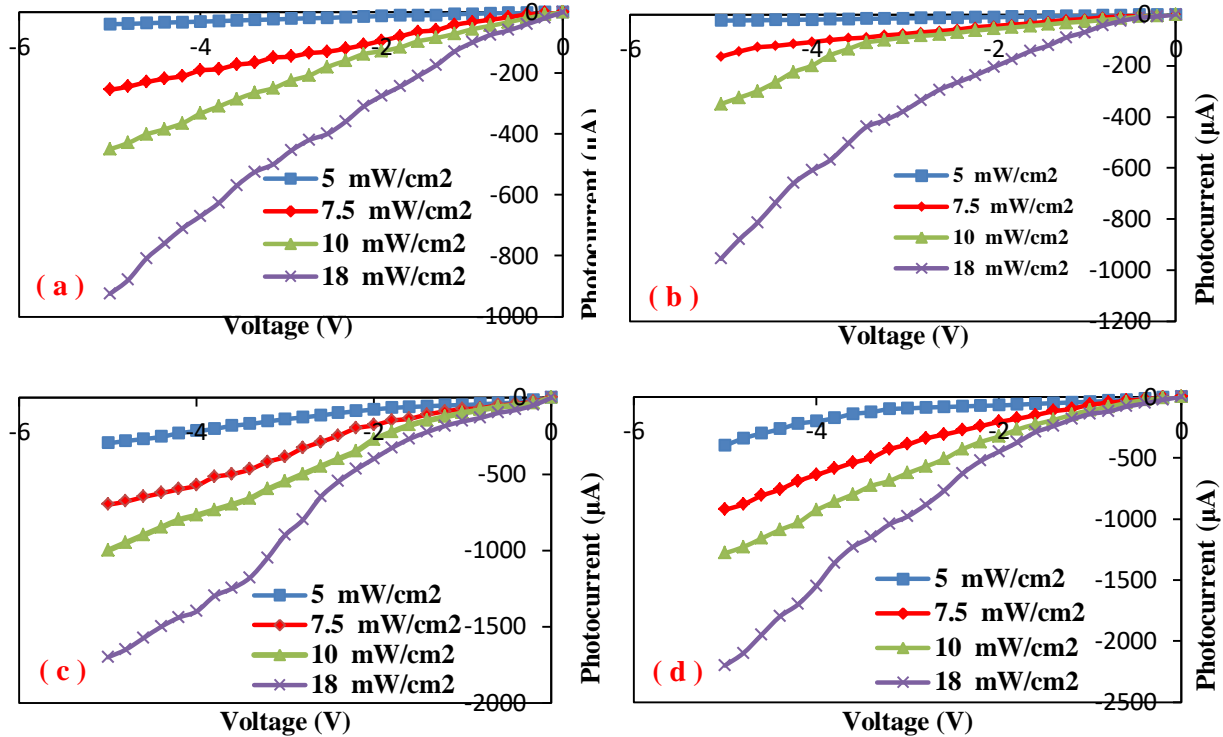 -6 -4 -2 0
-200
-400
-600
-800
-1000
Photocurrent (µA)
Voltage (V)
5 mW/cm2
7.5 mW/cm2
10 mW/cm2
18 mW/cm2
( a )
-6 -4 -2 0
-200
-400
-600
-800
-1000
-1200
Photocurrent (µA)
Voltage (V)
5 mW/cm2
7.5 mW/cm2
10 mW/cm2
18 mW/cm2
( b )
-6 -4 -2 0
-500
-1000
-1500
-2000
Photocurrent (µA)
Voltage (V)
5 mW/cm2
7.5 mW/cm2
10 mW/cm2
18 mW/cm2
( c )
-6 -4 -2 0
-500
-1000
-1500
-2000
-2500
Photocurrent (µA)
Voltage (V)
5 mW/cm2
7.5 mW/cm2
10 mW/cm2
18 mW/cm2
( d )